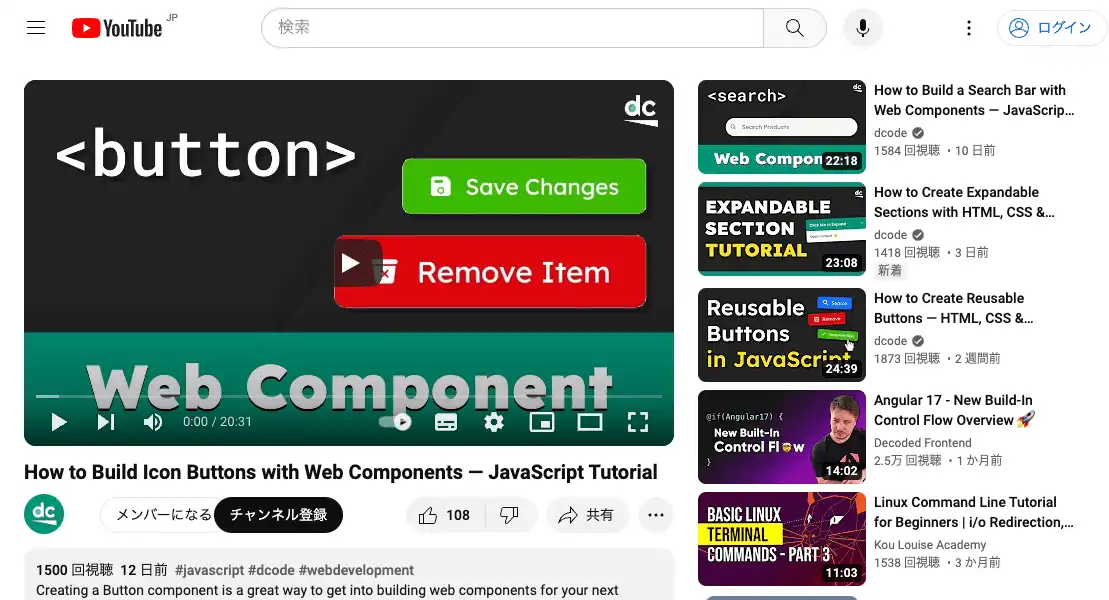 YouTube JP
検索
ログイン
dc
<button>
Save Changes
Remove Item
Web Component
0:00 / 20:31
How to Build Icon Buttons with Web Components — JavaScript Tutorial
dc
メンバーになる
チャンネル登録
108
共有
1500 回視聴 12 日前 #javascript #dcode #webdevelopment
Creating a Button component is a great way to get into building web components for your next
<search>
dc
Search Products
Web Compon
22:18
How to Build a Search Bar with
Web Components — JavaScrip...
dcode
1584 回視聴 ・10 日前
EXPANDABLE
SECTION
TUTORIAL
dc
Click Me to Expand
23:08
How to Create Expandable
Sections with HTML, CSS &...
dcode
1418 回視聴 ・3 日前
新着
Reusable
Buttons
in JavaScript
Search
Remove
24:39
How to Create Reusable
Buttons — HTML, CSS &...
dcode
1873 回視聴 ・2 週間前
@if(Angular17) {
New Built-In
Control Fl w
}
14:02
Angular 17 - New Build-In
Control Flow Overview 🚀
Decoded Frontend
2.5万 回視聴 ・1 か月前
BASIC LINUX
TERMINAL
COMMANDS - PART 3
11:03
Linux Command Line Tutorial
for Beginners | i/o Redirection,...
Kou Louise Academy
1538 回視聴 ・3 か月前